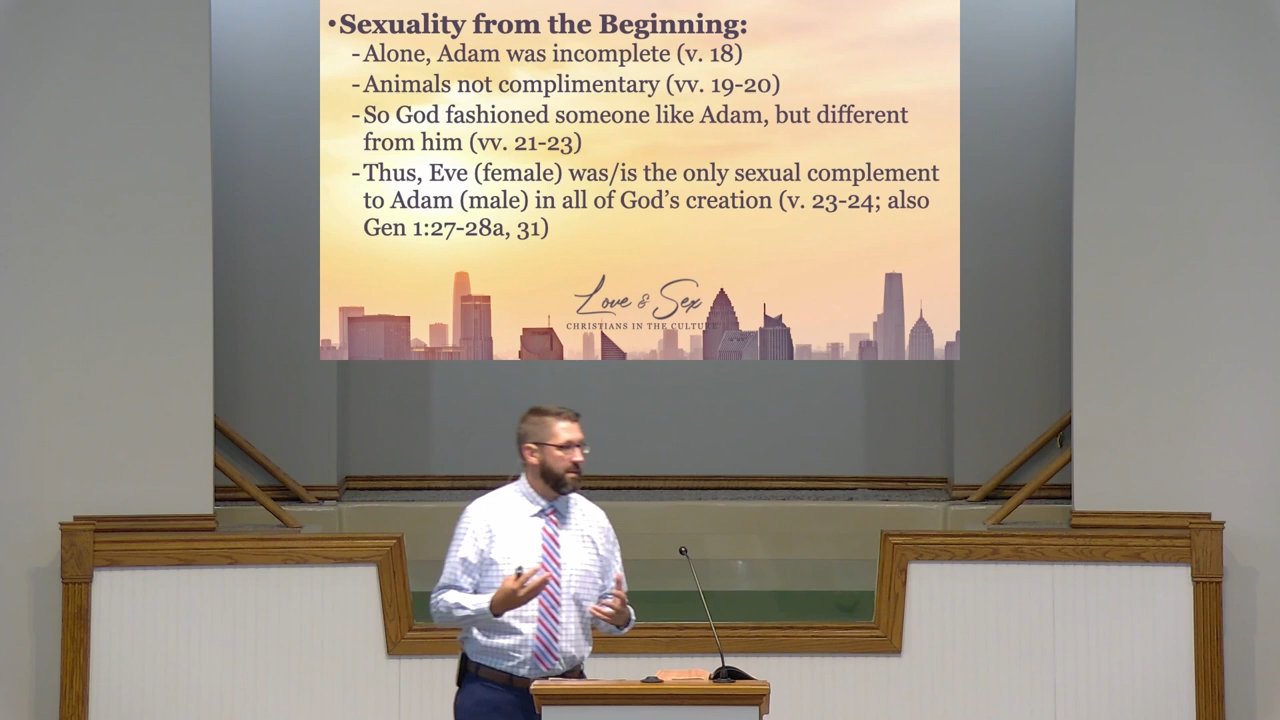 •Sexuality from the Beginning:
-Alone, Adam was incomplete (v. 18)
-Animals not complimentary (vv. 19-20)
-So God fashioned someone like Adam, but different
from him (vv. 21-23)
-Thus, Eve (female) was/is the only sexual complement
to Adam (male) in all of God’s creation (v. 23-24; also
Gen 1:27-28a, 31)
Love & Sex
CHRISTIANS IN THE CULTURE